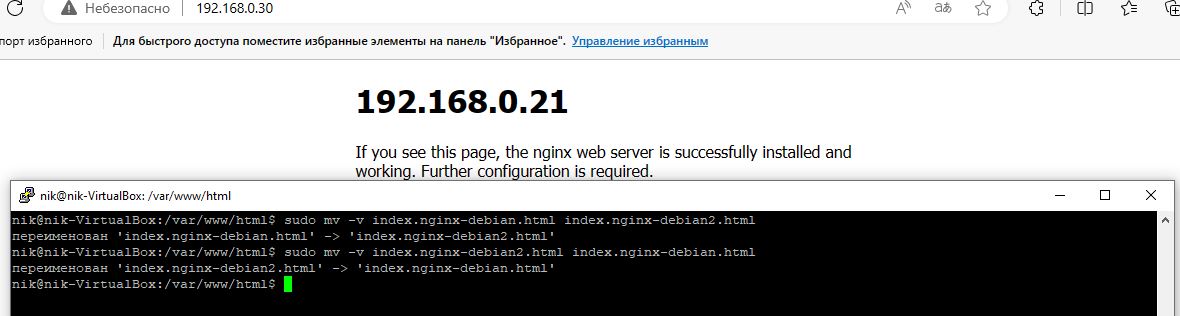 Небезопасно 192.168.0.30
порт избранного Для быстрого доступа поместите избранные элементы на панель "Избранное". Управление избранным
192.168.0.21
If you see this page, the nginx web server is successfully installed and
working. Further configuration is required.
nik@nik-VirtualBox: /var/www/html
nik@nik-VirtualBox:/var/www/html$ sudo mv -v index.nginx-debian.html index.nginx-debian2.html
переименован 'index.nginx-debian.html' -> 'index.nginx-debian2.html'
nik@nik-VirtualBox:/var/www/html$ sudo mv -v index.nginx-debian2.html index.nginx-debian.html
переименован 'index.nginx-debian2.html' -> 'index.nginx-debian.html'
nik@nik-VirtualBox:/var/www/html$